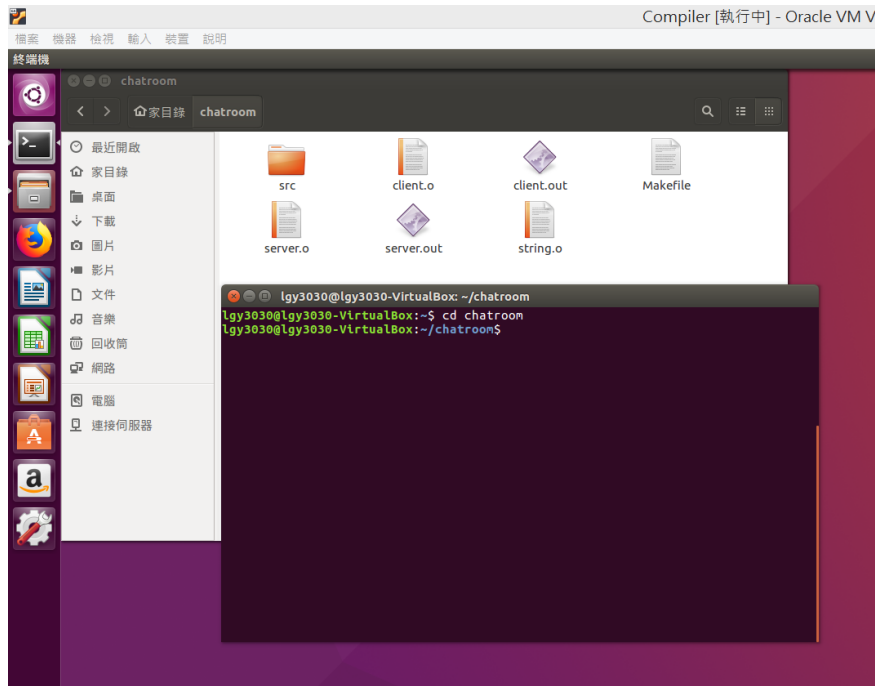 Compiler [執行中] - Oracle VM V
檔案 機器 檢視 輸入 裝置 說明
終端機
chatroom
家目錄 chatroom
最近開啟
家目錄
桌面
下載
圖片
影片
文件
音樂
回收筒
網路
電腦
連接伺服器
src client.o client.out Makefile
server.o server.out string.o
lgy3030@lgy3030-VirtualBox: ~/chatroom
lgy3030@lgy3030-VirtualBox:~$ cd chatroom
lgy3030@lgy3030-VirtualBox:~/chatroom$